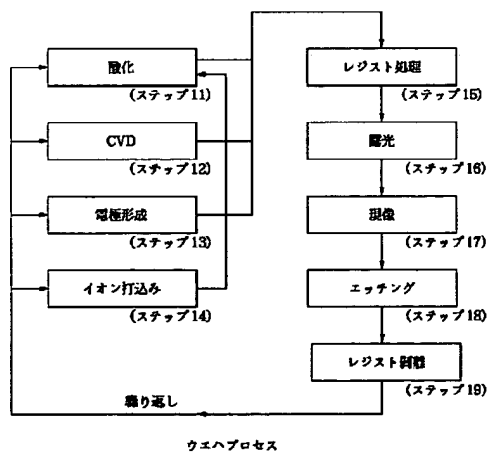 酸化
(ステップ11)
CVD
(ステップ12)
電極形成
(ステップ13)
イオン打込み
(ステップ14)
レジスト処理
(ステップ15)
露光
(ステップ16)
現像
(ステップ17)
エッチング
(ステップ18)
レジスト剥離
(ステップ19)
繰り返し
ウエハプロセス